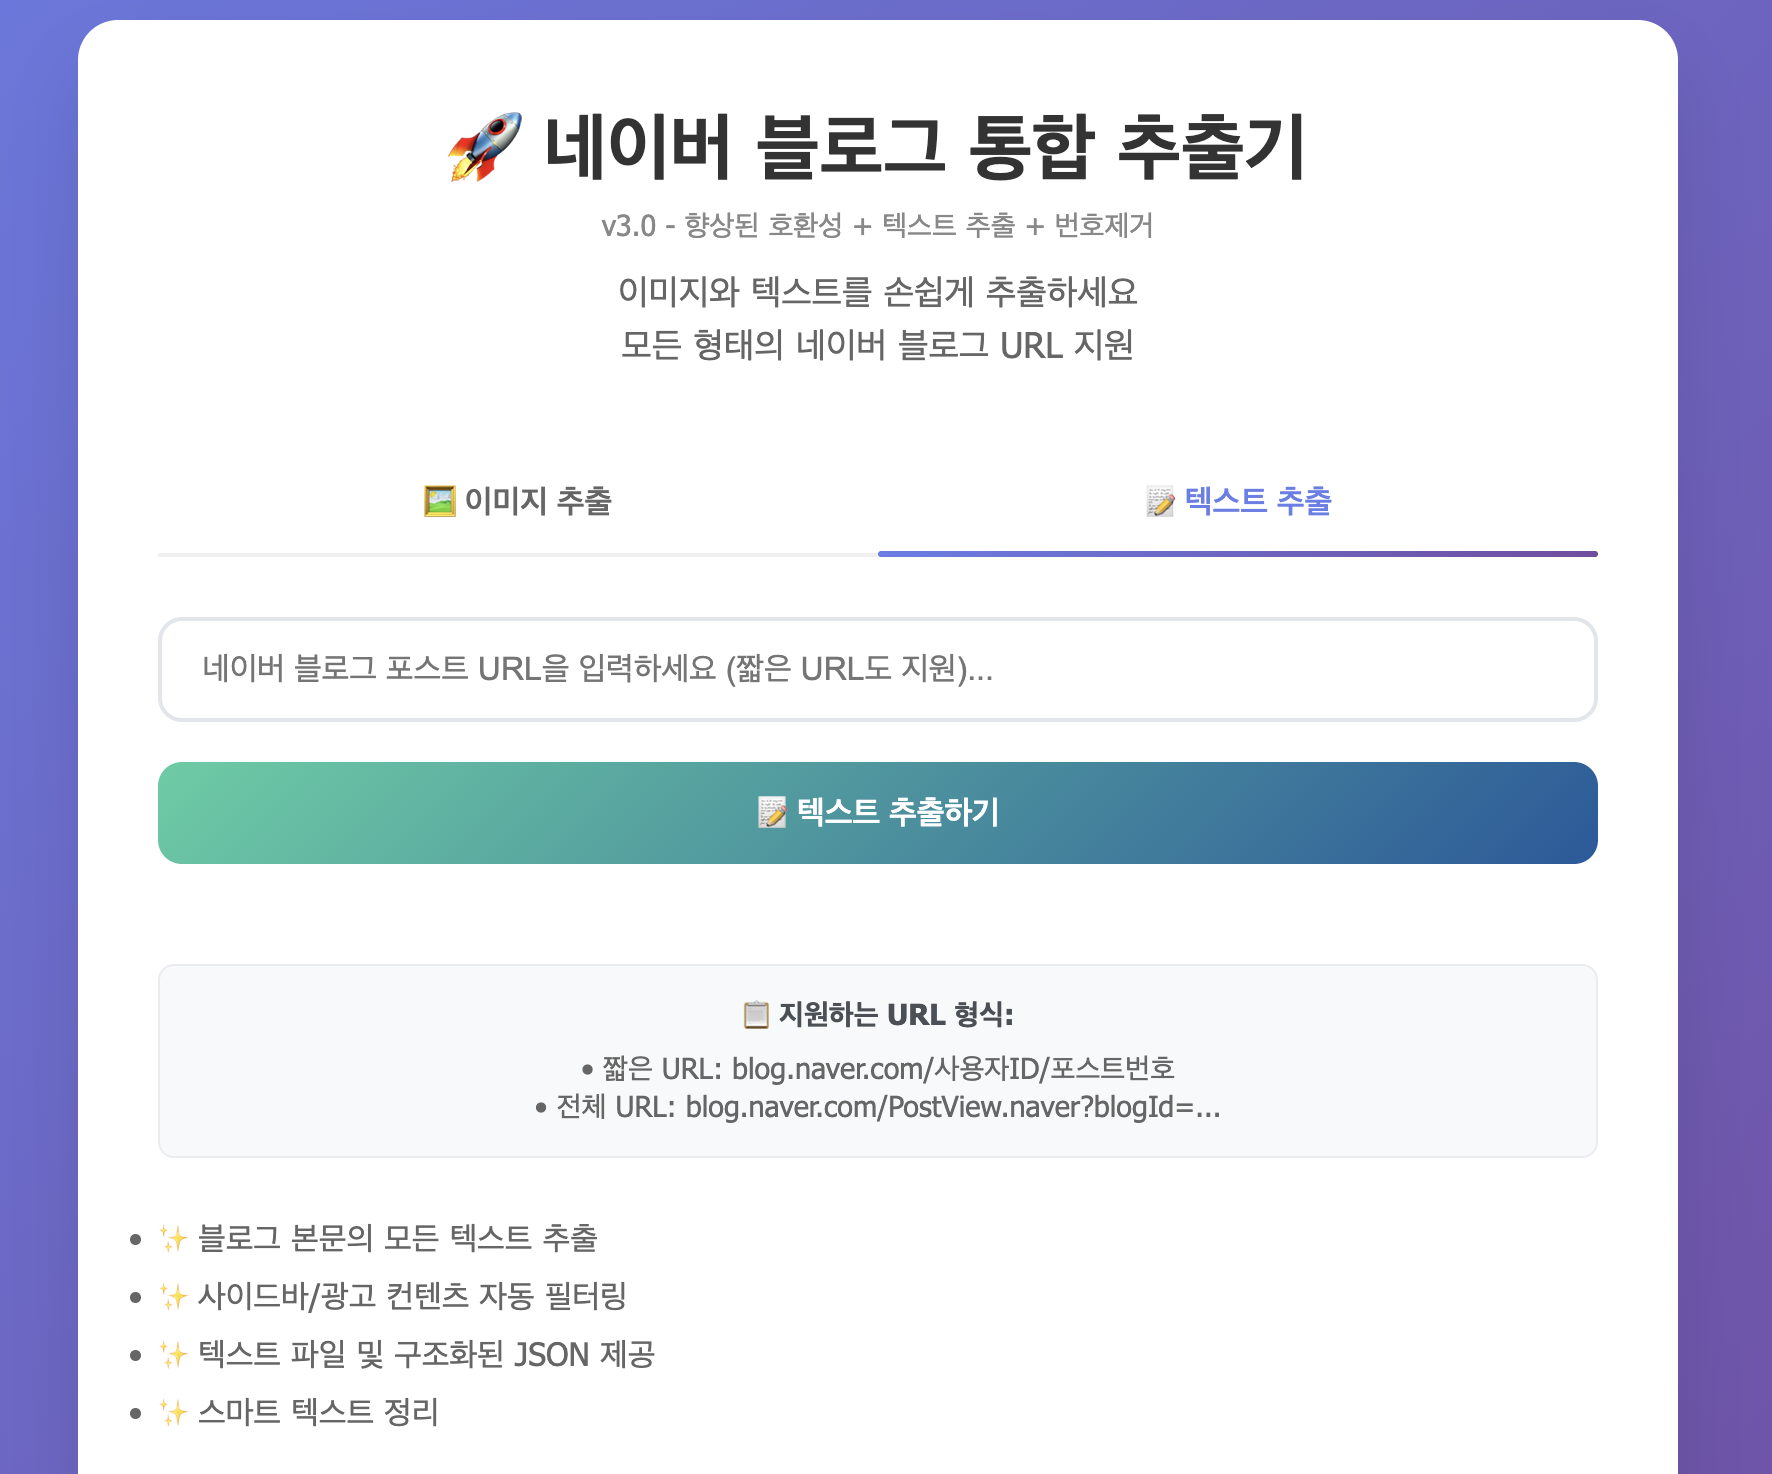 🚀 네이버 블로그 통합 추출기
v3.0 - 향상된 호환성 + 텍스트 추출 + 번호제거
이미지와 텍스트를 손쉽게 추출하세요
모든 형태의 네이버 블로그 URL 지원
🖼️ 이미지 추출
📝 텍스트 추출
네이버 블로그 포스트 URL을 입력하세요 (짧은 URL도 지원)...
📝 텍스트 추출하기
📋 지원하는 URL 형식:
• 짧은 URL: blog.naver.com/사용자ID/포스트번호
• 전체 URL: blog.naver.com/PostView.naver?blogId=...
• ✨ 블로그 본문의 모든 텍스트 추출
• ✨ 사이드바/광고 컨텐츠 자동 필터링
• ✨ 텍스트 파일 및 구조화된 JSON 제공
• ✨ 스마트 텍스트 정리